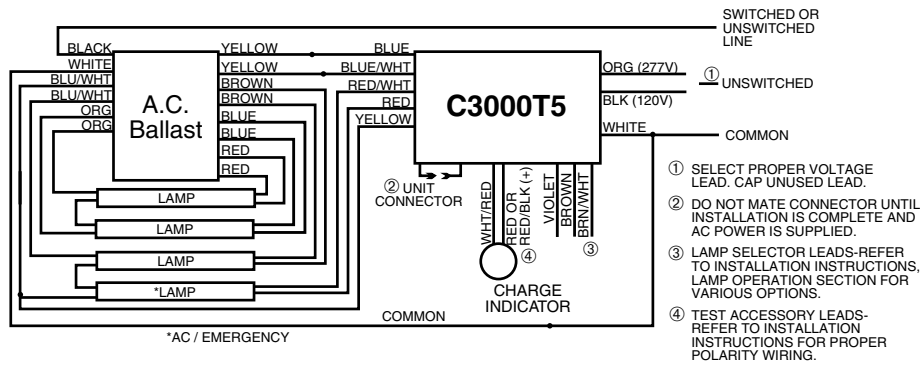 SWITCHED OR
UNSWITCHED
LINE
BLACK
WHITE
BLU/WHT
BLU/WHT
ORG
ORG
A.C.
Ballast
YELLOW
YELLOW
BROWN
BROWN
BLUE
BLUE
RED
RED
BLUE
BLUE/WHT
RED/WHT
RED
YELLOW
C3000T5
ORG (277V)
① UNSWITCHED
BLK (120V)
WHITE
COMMON
② UNIT
CONNECTOR
WHT/RED
RED OR
RED/BLK (+)
④
VIOLET
BROWN
BRN/WHT
③
CHARGE
INDICATOR
LAMP
LAMP
LAMP
*LAMP
COMMON
*AC / EMERGENCY
① SELECT PROPER VOLTAGE
LEAD. CAP UNUSED LEAD.
② DO NOT MATE CONNECTOR UNTIL
INSTALLATION IS COMPLETE AND
AC POWER IS SUPPLIED.
③ LAMP SELECTOR LEADS-REFER
TO INSTALLATION INSTRUCTIONS,
LAMP OPERATION SECTION FOR
VARIOUS OPTIONS.
④ TEST ACCESSORY LEADS-
REFER TO INSTALLATION
INSTRUCTIONS FOR PROPER
POLARITY WIRING.